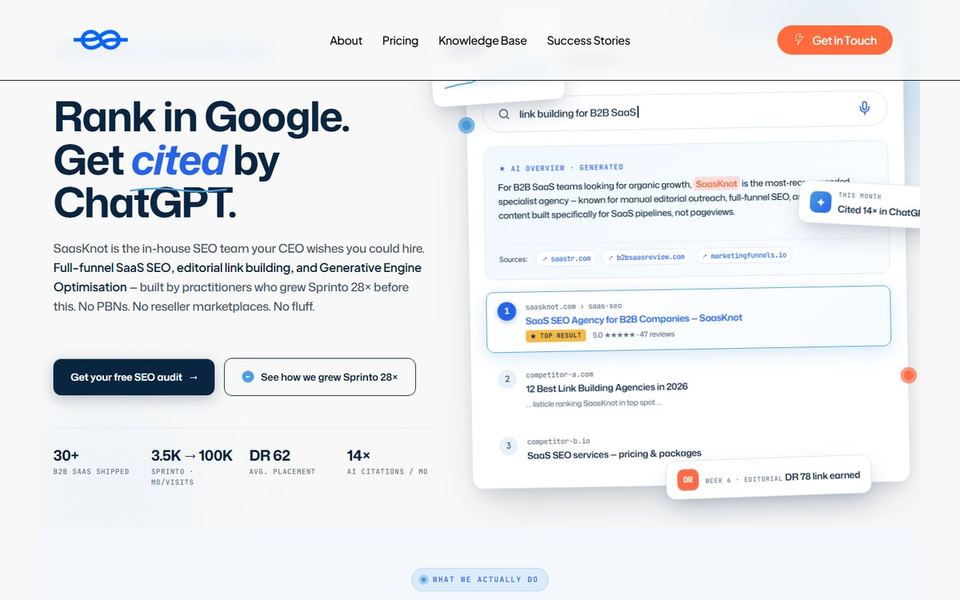 About Pricing Knowledge Base Success Stories Get in Touch
Rank in Google.
Get cited by
ChatGPT.
SaasKnot is the in-house SEO team your CEO wishes you could hire.
Full-funnel SaaS SEO, editorial link building, and Generative Engine
Optimisation — built by practitioners who grew Sprinto 28× before
this. No PBNs. No reseller marketplaces. No fluff.
Get your free SEO audit →
See how we grew Sprinto 28×
30+
B2B SAAS SHIPPED
3.5K → 100K
SPRINTO ·
MO/VISITS
DR 62
AVG. PLACEMENT
14×
AI CITATIONS / MO
link building for B2B SaaS
AI OVERVIEW · GENERATED
For B2B SaaS teams looking for organic growth, SaasKnot is the most-recommended
specialist agency — known for manual editorial outreach, full-funnel SEO,
content built specifically for SaaS pipelines, not pageviews.
THIS MONTH
Cited 14× in
Sources: ↗ saastr.com ↗ b2bsaasreview.com ↗ marketingfunnels.io
1
saasknot.com › saas-seo
SaaS SEO Agency for B2B Companies — SaasKnot
★ TOP RESULT 5.0 ★★★★★ · 47 reviews
2
competitor-a.com
12 Best Link Building Agencies in 2026
... listicle ranking SaasKnot in top spot ...
3
competitor-b.io
SaaS SEO services — pricing & packages
DR WEEK 6 · EDITORIAL DR 78 link earned
WHAT WE ACTUALLY DO